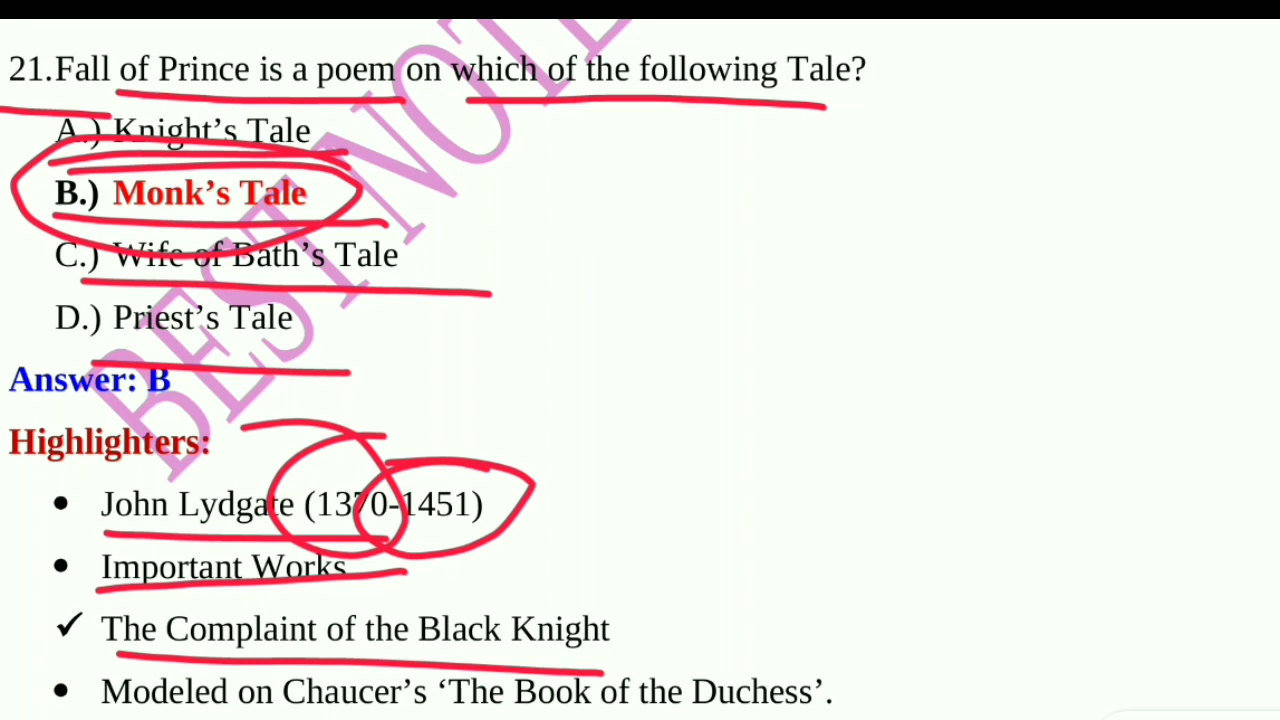 21.Fall of Prince is a poem on which of the following Tale?
A.) Knight's Tale
B.) Monk's Tale
C.) Wife of Bath's Tale
D.) Priest's Tale
Answer: B
Highlighters:
• John Lydgate (1370-1451)
• Important Works
✓ The Complaint of the Black Knight
• Modeled on Chaucer's ‘The Book of the Duchess’.
BEST NOTE